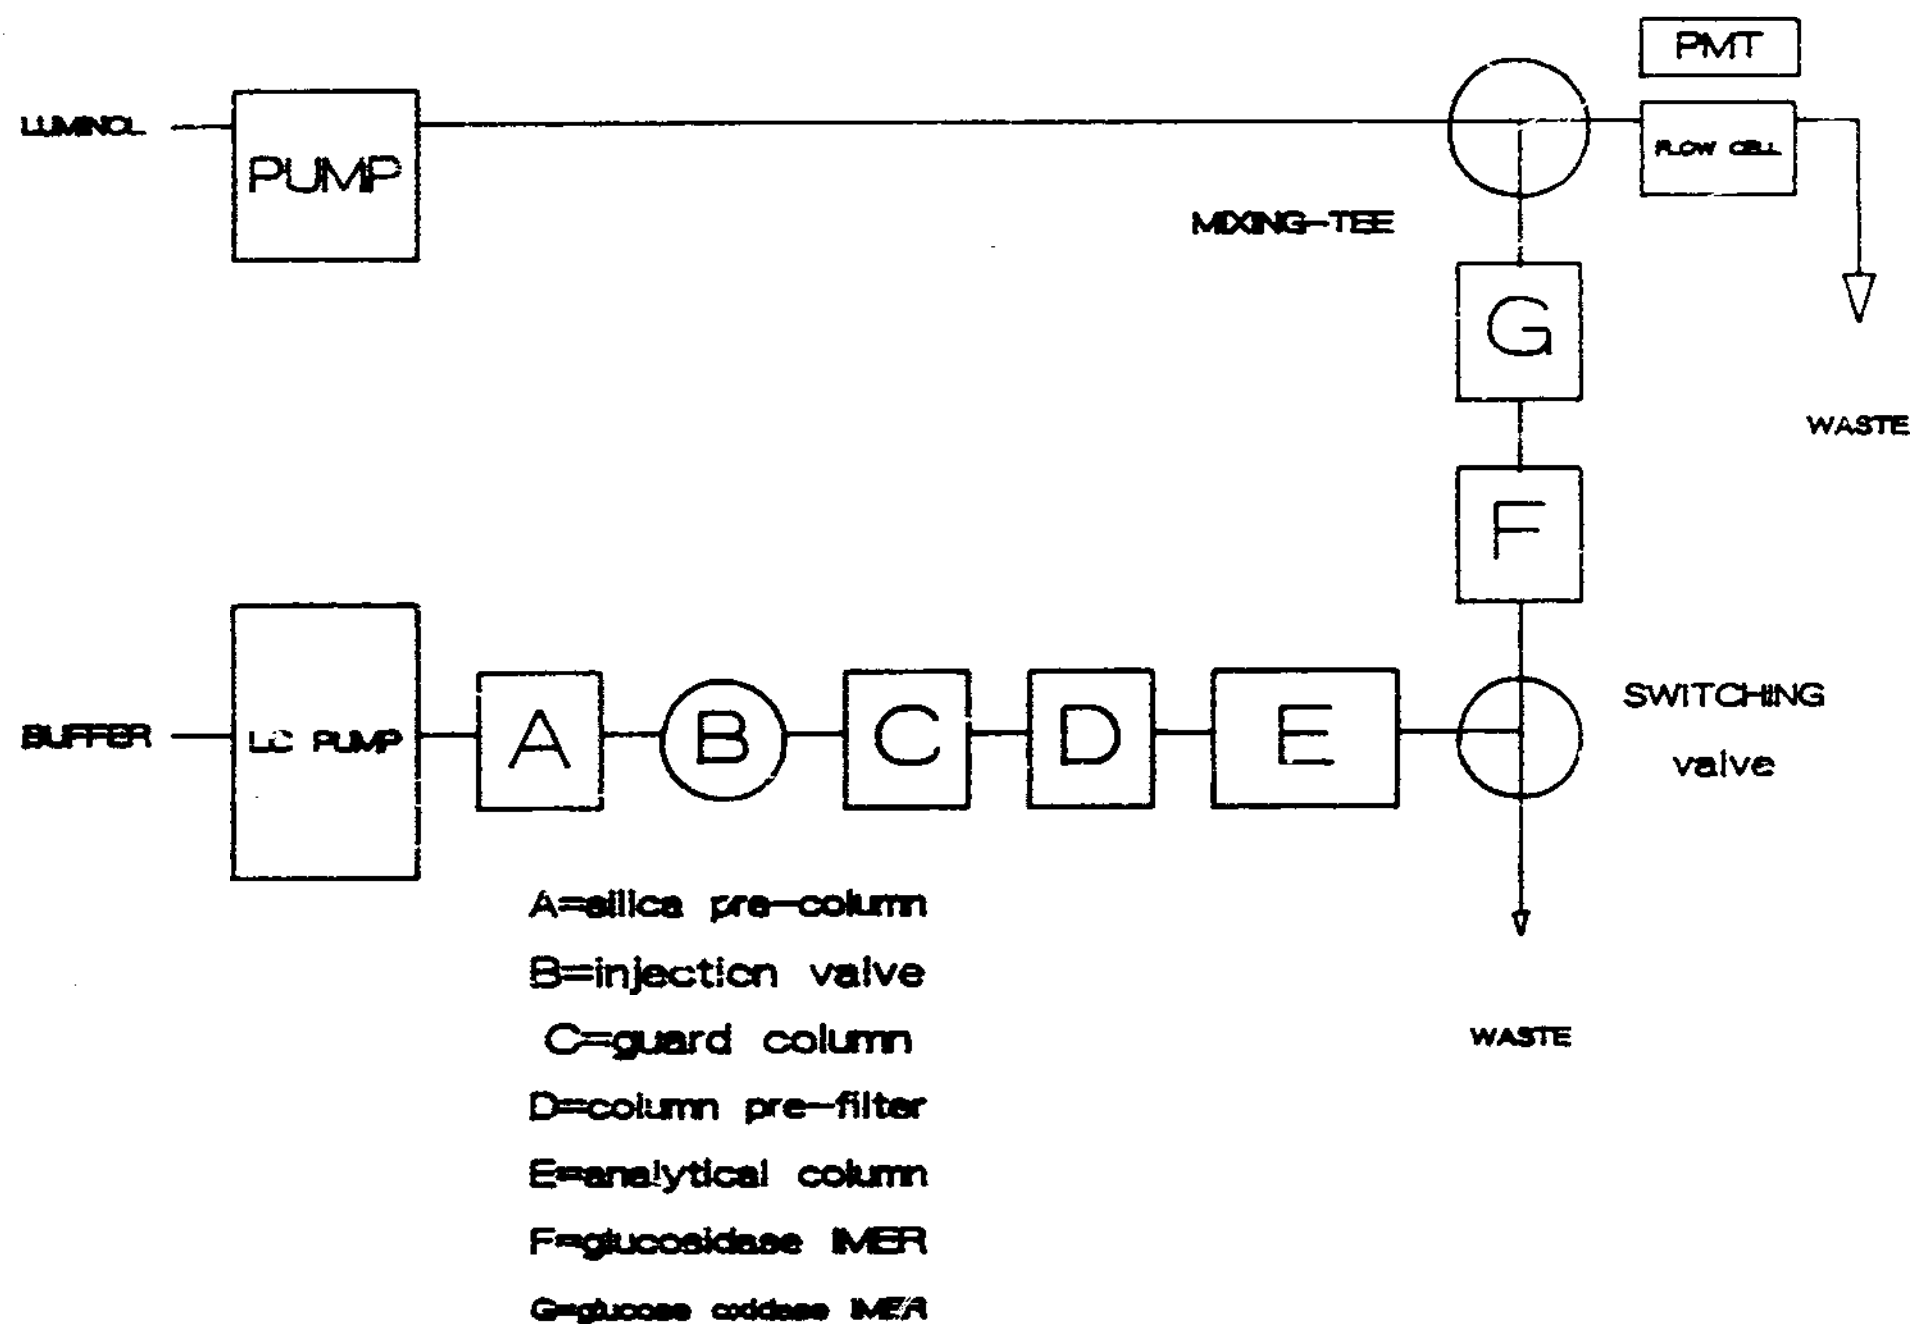 PMT
LUMINOL
PUMP
FLOW CELL
MIXING-TEE
G
WASTE
F
SWITCHING
valve
BUFFER
LC PUMP
A
B
C
D
E
A=silica pre-column
B=injection valve
C=guard column
D=column pre-filter
E=analytical column
F=glucosidase IMER
G=glucose oxidase IMER
WASTE